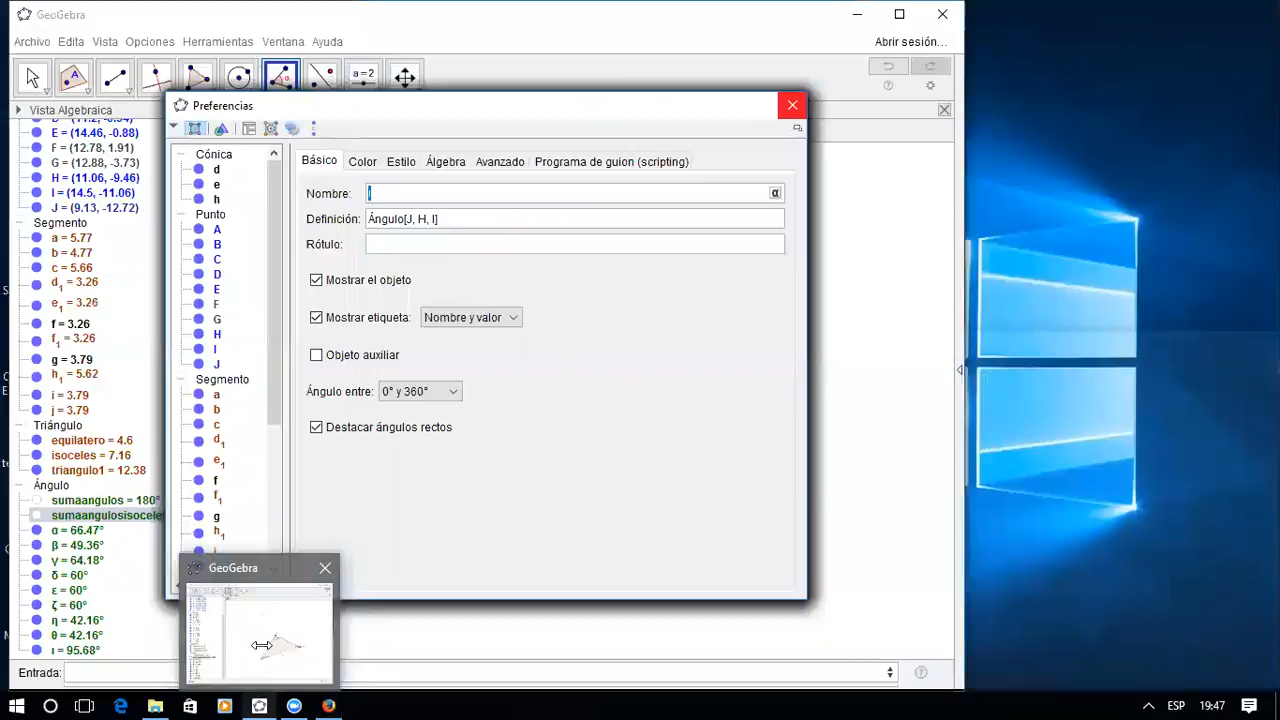 GeoGebra
Archivo Edita Vista Opciones Herramientas Ventana Ayuda
Abrir sesión...
A
α
a=2
Vista Algebraica
E = (14.46, -0.88)
F = (12.78, 1.91)
G = (12.88, -3.73)
H = (11.06, -9.46)
I = (14.5, -11.06)
J = (9.13, -12.72)
Segmento
a = 5.77
b = 4.77
c = 5.66
d₁ = 3.26
e₁ = 3.26
f = 3.26
f₁ = 3.26
g = 3.79
h₁ = 5.62
i = 3.79
j = 3.79
Triángulo
equilatero = 4.6
isoceles = 7.16
triangulo1 = 12.38
Ángulo
sumaangulos = 180°
sumaangulosisocele
α = 66.47°
β = 49.36°
γ = 64.18°
δ = 60°
ε = 60°
ζ = 60°
η = 42.16°
θ = 42.16°
ι = 95.68°
Entrada:
Preferencias
Cónica
d
e
h
Punto
A
B
C
D
E
F
G
H
I
J
Segmento
a
b
c
d₁
e₁
f
f₁
g
h₁
Básico Color Estilo Álgebra Avanzado Programa de guion (scripting)
Nombre: α
Definición: Ángulo[J, H, I]
Rótulo:
Mostrar el objeto
Mostrar etiqueta: Nombre y valor
Objeto auxiliar
Ángulo entre: 0° y 360°
Destacar ángulos rectos
GeoGebra
ESP 19:47